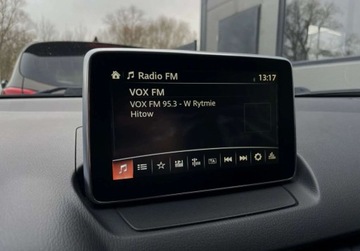 Radio FM
13:17
VOX FM
VOX FM 95.3 - W Rytmie
Hitow